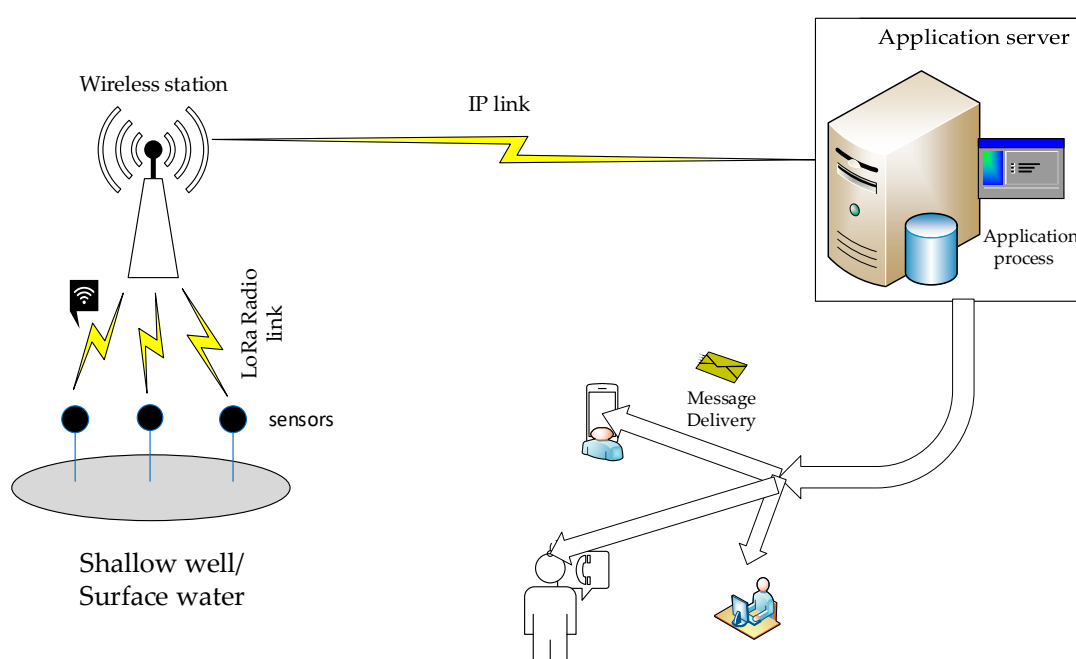 Application server
Wireless station
IP link
Application
process
LoRa Radio
link
Message
Delivery
sensors
Shallow well/
Surface water